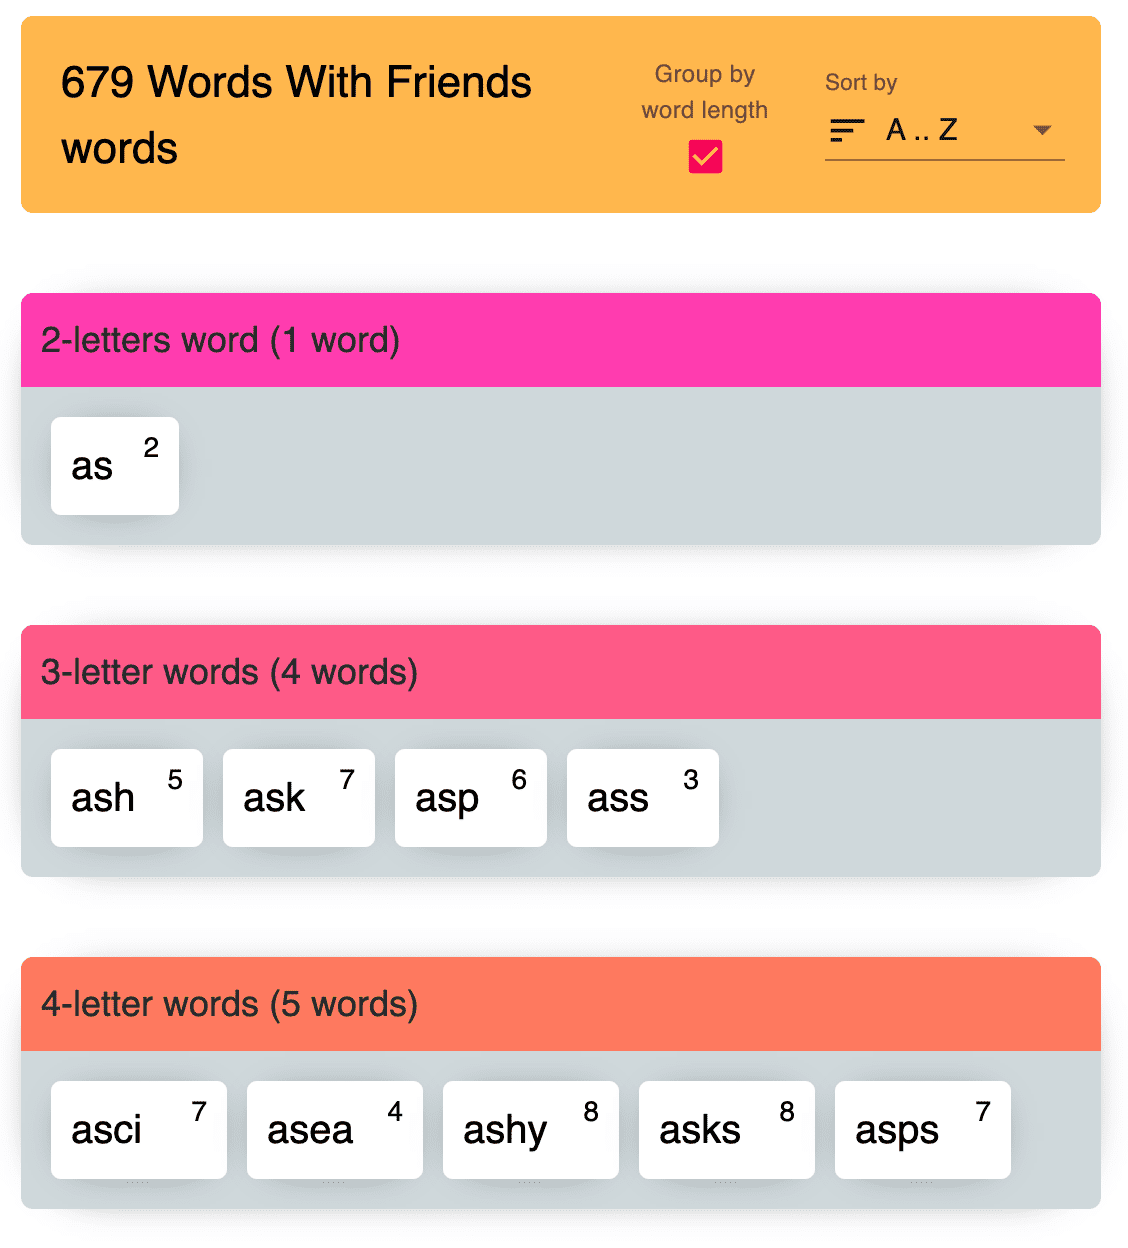 679 Words With Friends
words
Group by
word length
Sort by
A .. Z
2-letters word (1 word)
as 2
3-letter words (4 words)
ash 5 ask 7 asp 6 ass 3
4-letter words (5 words)
asci 7 asea 4 ashy 8 asks 8 asps 7